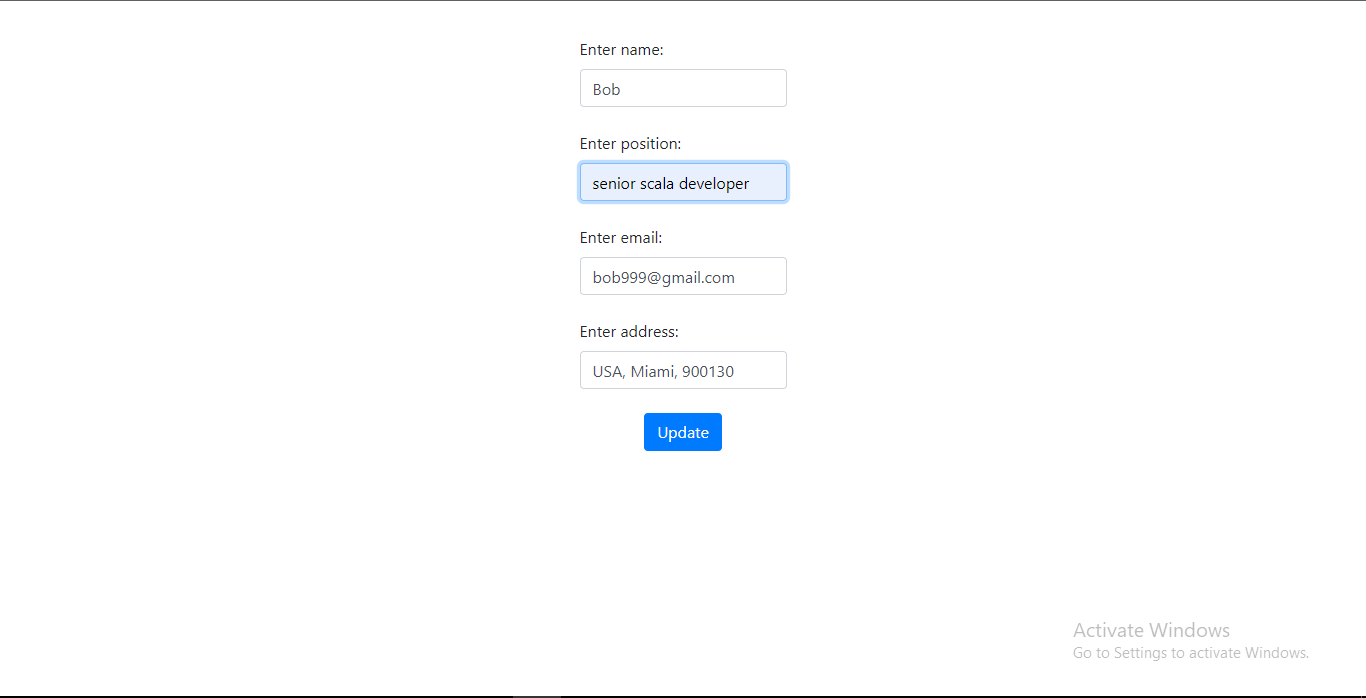 Enter name:
Bob
Enter position:
senior scala developer
Enter email:
bob999@gmail.com
Enter address:
USA, Miami, 900130
Update
Activate Windows
Go to Settings to activate Windows.